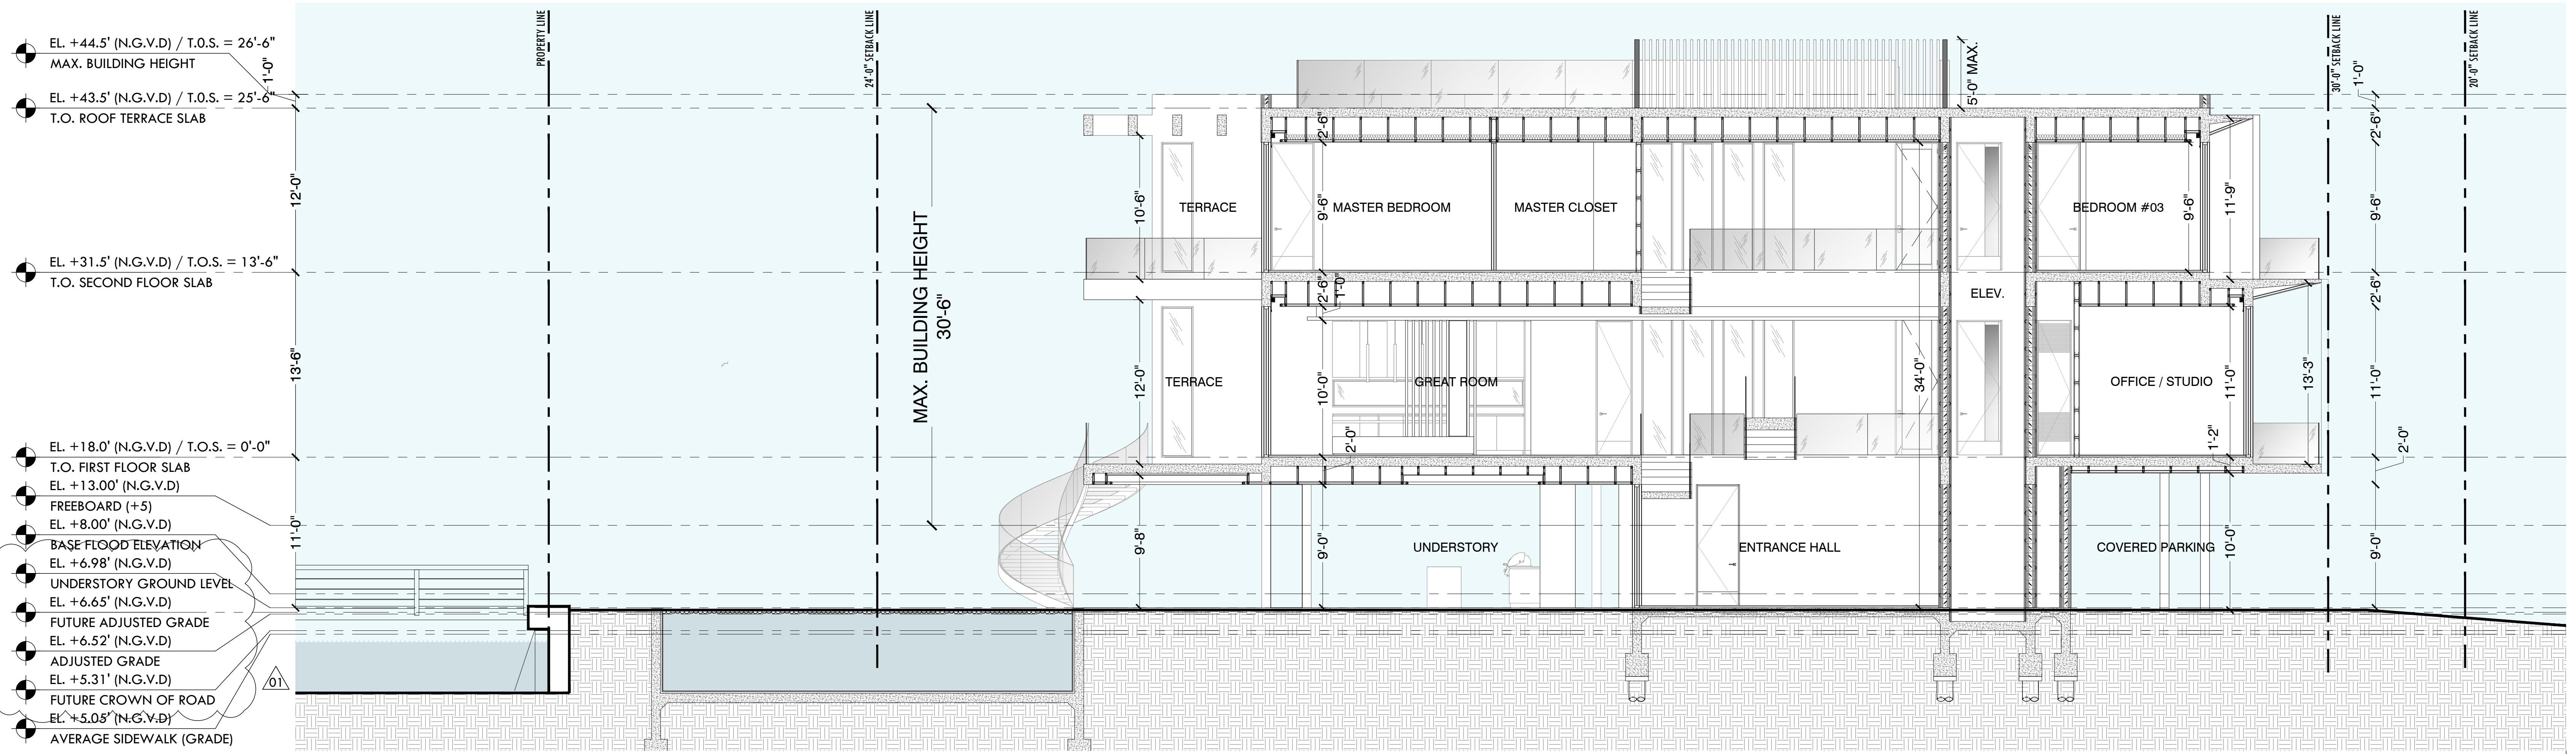 EL. +44.5' (N.G.V.D) / T.0.S. = 26'-6"
MAX. BUILDING HEIGHT
1'-0"
EL. +43.5' (N.G.V.D) / T.0.S. = 25'-6"
T.O. ROOF TERRACE SLAB
12'-0"
EL. +31.5' (N.G.V.D) / T.O.S. = 13'-6"
T.O. SECOND FLOOR SLAB
13'-6"
EL. +18.0' (N.G.V.D) / T.O.S. = 0'-0"
T.O. FIRST FLOOR SLAB
EL. +13.00' (N.G.V.D)
FREEBOARD (+5)
EL. +8.00' (N.G.V.D)
BASE FLOOD ELEVATION
11'-0"
EL. +6.98' (N.G.V.D)
UNDERSTORY GROUND LEVEL
EL. +6.65' (N.G.V.D)
FUTURE ADJUSTED GRADE
EL. +6.52' (N.G.V.D)
ADJUSTED GRADE
EL. +5.31' (N.G.V.D)
FUTURE CROWN OF ROAD
EL. +5.05' (N.G.V.D)
AVERAGE SIDEWALK (GRADE)
01
PROPERTY LINE
24'-0" SETBACK LINE
MAX. BUILDING HEIGHT
30'-6"
10'-6"
TERRACE
12'-0"
TERRACE
9'-8"
2'-6"
9'-6"
MASTER BEDROOM
MASTER CLOSET
2'-6"
1'-0"
10'-0"
GREAT ROOM
2'-0"
9'-0"
UNDERSTORY
34'-0"
ENTRANCE HALL
5'-0" MAX.
ELEV.
BEDROOM #03
9'-6"
11'-9"
OFFICE / STUDIO
11'-0"
13'-3"
1'-2"
COVERED PARKING
10'-0"
30'-0" SETBACK LINE
1'-0"
2'-6"
9'-6"
2'-6"
11'-0"
2'-0"
9'-0"
20'-0" SETBACK LINE